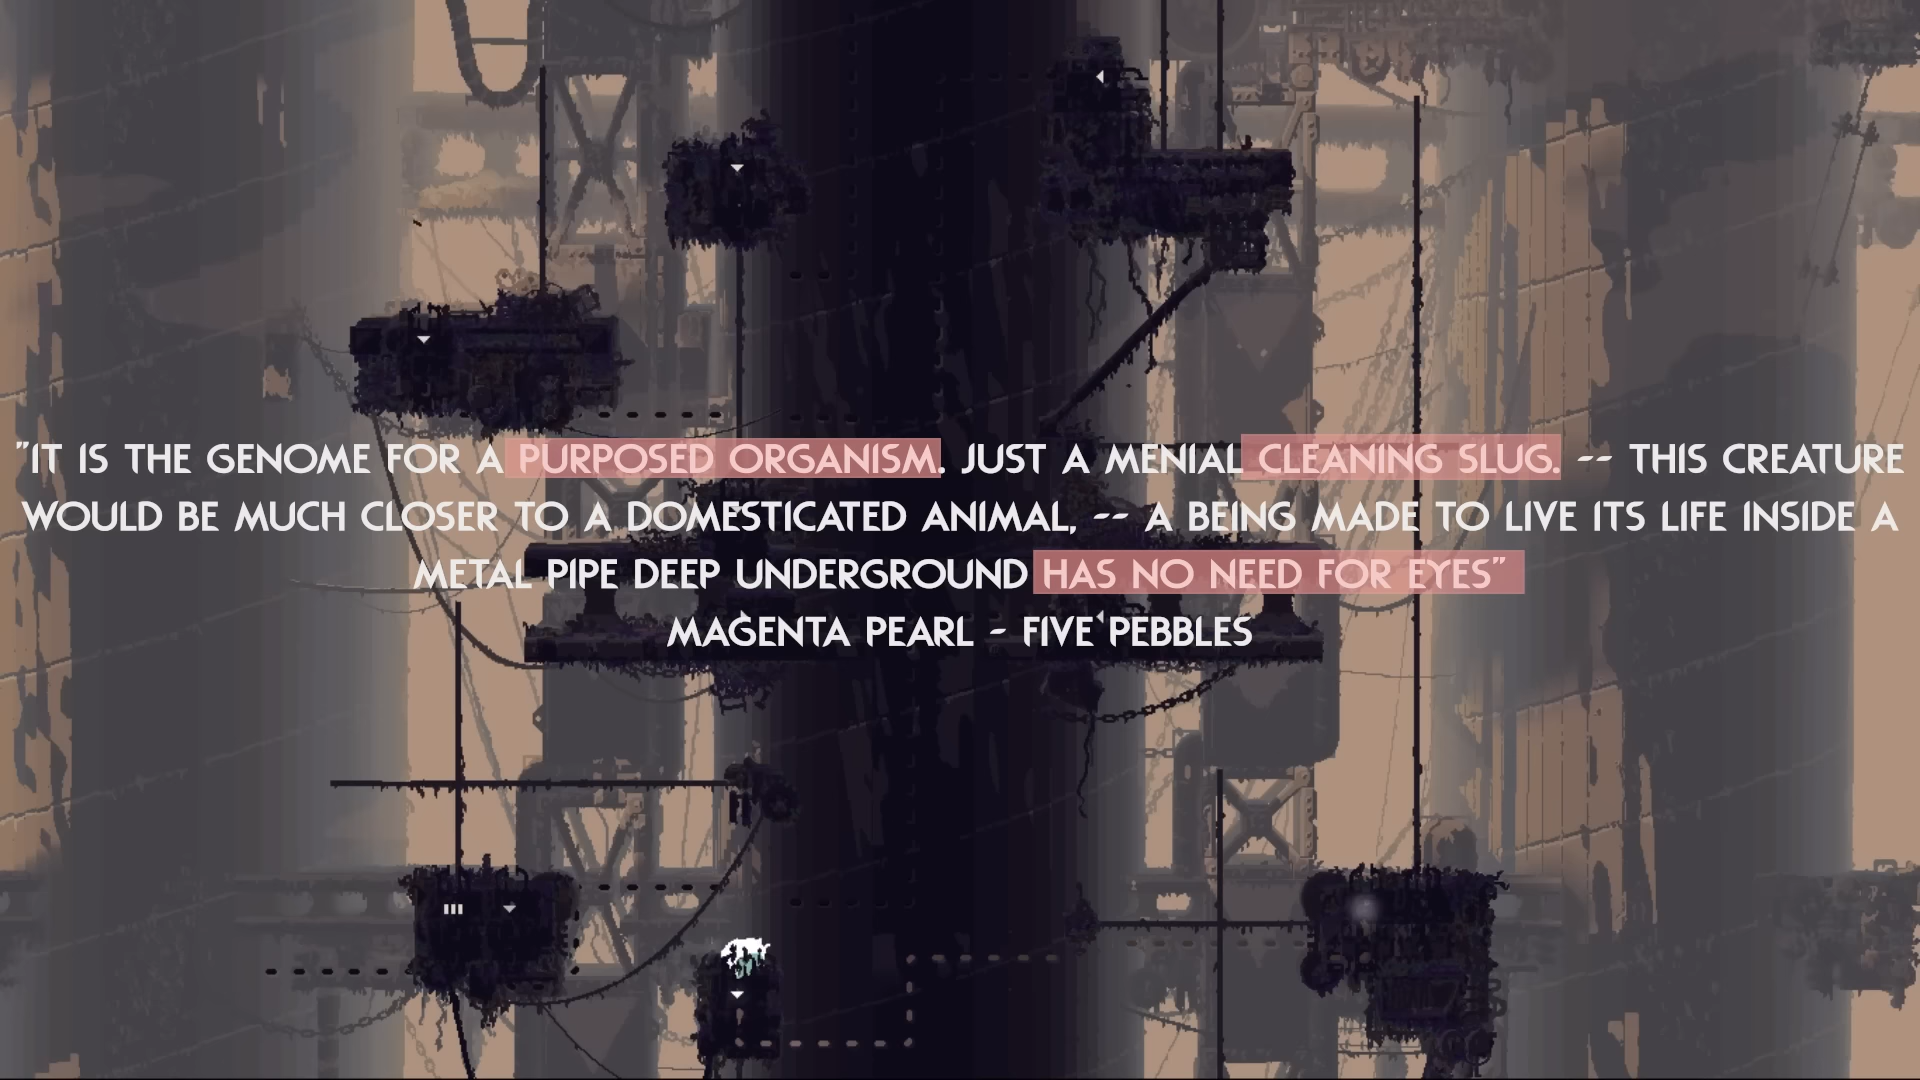 "IT IS THE GENOME FOR A PURPOSED ORGANISM. JUST A MENIAL CLEANING SLUG. -- THIS CREATURE
WOULD BE MUCH CLOSER TO A DOMESTICATED ANIMAL, -- A BEING MADE TO LIVE ITS LIFE INSIDE A
METAL PIPE DEEP UNDERGROUND HAS NO NEED FOR EYES"
MAGENTA PEARL - FIVE PEBBLES